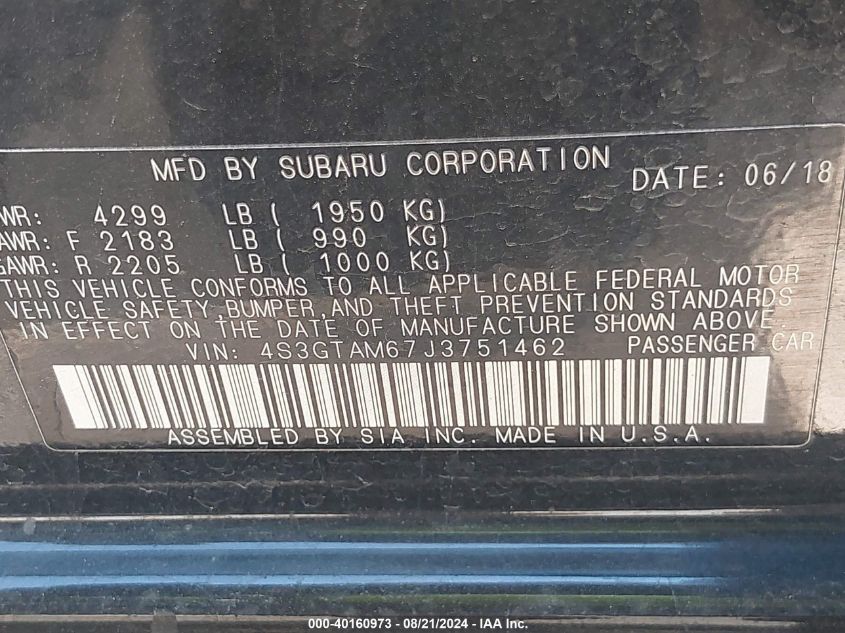 MFD BY SUBARU CORPORATION DATE: 06/18
WR: 4299 LB ( 1950 KG)
AWR: F 2183 LB ( 990 KG)
GAWR: R 2205 LB ( 1000 KG)
THIS VEHICLE CONFORMS TO ALL APPLICABLE FEDERAL MOTOR
VEHICLE SAFETY,BUMPER,AND THEFT PREVENTION STANDARDS
IN EFFECT ON THE DATE OF MANUFACTURE SHOWN ABOVE.
VIN: 4S3GTAM67J3751462 PASSENGER CAR
ASSEMBLED BY SIA INC. MADE IN U.S.A.
000-40160973 - 08/21/2024 - IAA Inc.